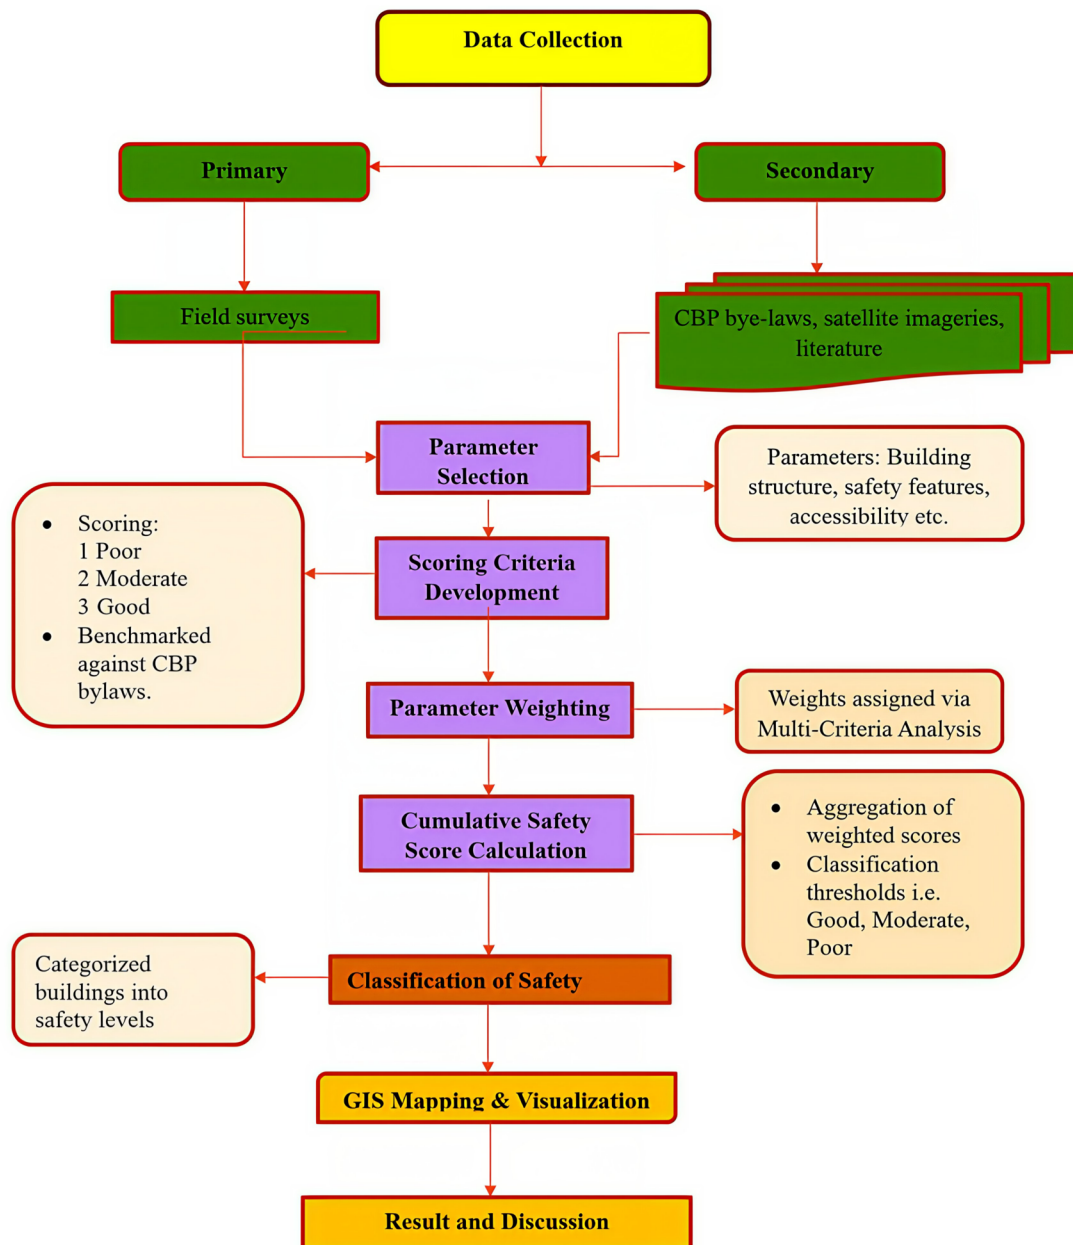 Data Collection
Primary
Secondary
Field surveys
CBP bye-laws, satellite imageries,
literature
Parameter
Selection
Parameters: Building
structure, safety features,
accessibility etc.
• Scoring:
1 Poor
2 Moderate
3 Good
• Benchmarked
against CBP
bylaws.
Scoring Criteria
Development
Parameter Weighting
Weights assigned via
Multi-Criteria Analysis
Cumulative Safety
Score Calculation
• Aggregation of
weighted scores
• Classification
thresholds i.e.
Good, Moderate,
Poor
Classification of Safety
Categorized
buildings into
safety levels
GIS Mapping & Visualization
Result and Discussion